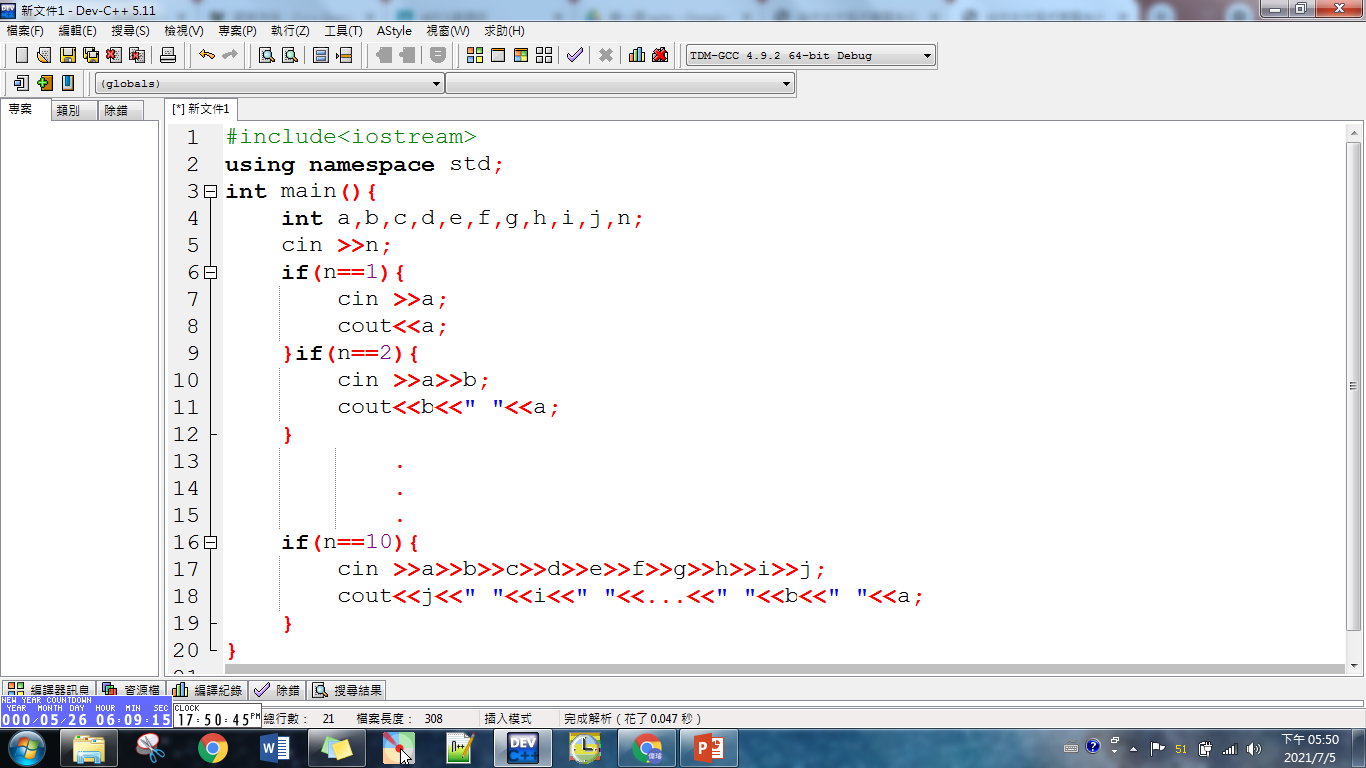 新文件1 - Dev-C++ 5.11
檔案(F) 編輯(E) 搜尋(S) 檢視(V) 專案(P) 執行(Z) 工具(T) AStyle 視窗(W) 求助(H)
TDM-GCC 4.9.2 64-bit Debug
(globals)
專案 類別 除錯 [*] 新文件1
1 #include<iostream>
2 using namespace std;
3 int main(){
4 int a,b,c,d,e,f,g,h,i,j,n;
5 cin >>n;
6 if(n==1){
7 cin >>a;
8 cout<<a;
9 }if(n==2){
10 cin >>a>>b;
11 cout<<b<<" "<<a;
12 }
13 .
14 .
15 .
16 if(n==10){
17 cin >>a>>b>>c>>d>>e>>f>>g>>h>>i>>j;
18 cout<<j<<" "<<i<<" "<<...<<" "<<b<<" "<<a;
19 }
20 }
編譯器訊息 資源檔 編譯紀錄 除錯 搜尋結果
NEW YEAR COUNTDOWN
YEAR MONTH DAY HOUR MIN SEC
000/05/26 06:09:15
CLOCK
17:50:45PM
總行數： 21 檔案長度： 308 插入模式 完成解析 ( 花了 0.047 秒 )
51
下午 05:50
2021/7/5